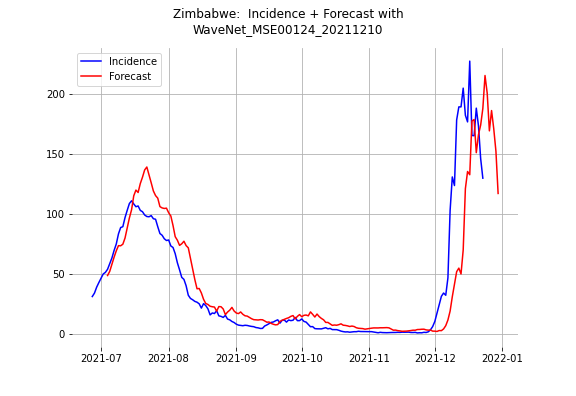 Zimbabwe:  Incidence + Forecast with
WaveNet_MSE00124_20211210
Incidence
Forecast
200
150
100
50
0
2021-07 2021-08 2021-09 2021-10 2021-11 2021-12 2022-01